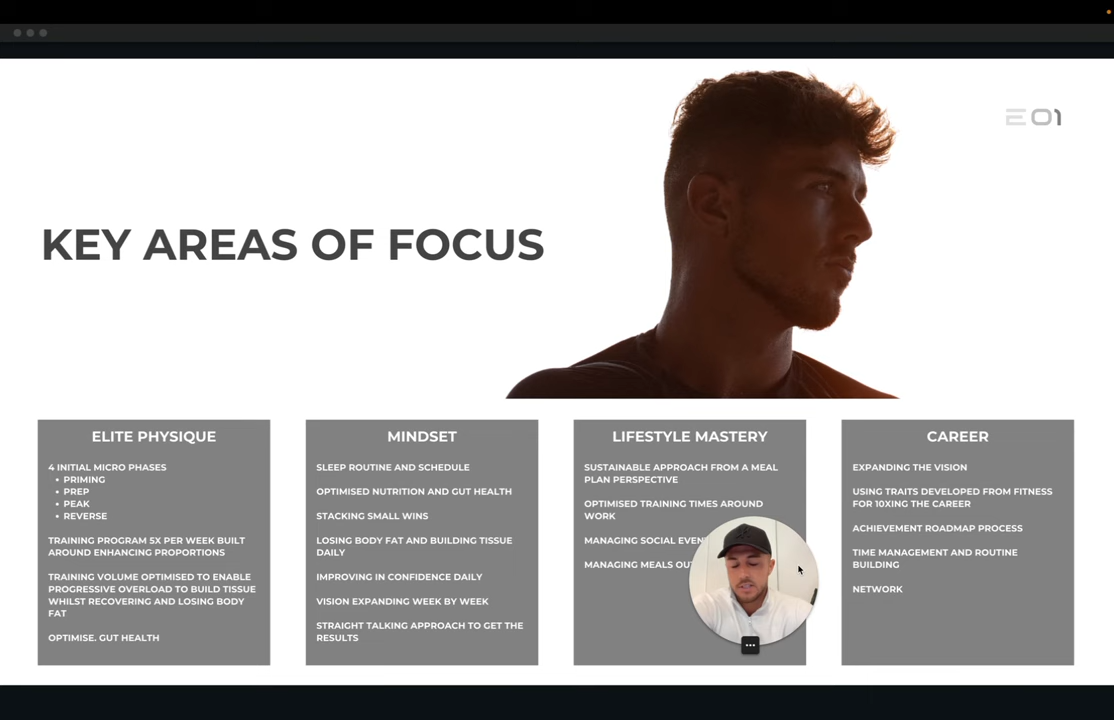 E01
KEY AREAS OF FOCUS
ELITE PHYSIQUE
4 INITIAL MICRO PHASES
• PRIMING
• PREP
• PEAK
• REVERSE
TRAINING PROGRAM 5X PER WEEK BUILT
AROUND ENHANCING PROPORTIONS
TRAINING VOLUME OPTIMISED TO ENABLE
PROGRESSIVE OVERLOAD TO BUILD TISSUE
WHILST RECOVERING AND LOSING BODY
FAT
OPTIMISE. GUT HEALTH
MINDSET
SLEEP ROUTINE AND SCHEDULE
OPTIMISED NUTRITION AND GUT HEALTH
STACKING SMALL WINS
LOSING BODY FAT AND BUILDING TISSUE
DAILY
IMPROVING IN CONFIDENCE DAILY
VISION EXPANDING WEEK BY WEEK
STRAIGHT TALKING APPROACH TO GET THE
RESULTS
LIFESTYLE MASTERY
SUSTAINABLE APPROACH FROM A MEAL
PLAN PERSPECTIVE
OPTIMISED TRAINING TIMES AROUND
WORK
MANAGING SOCIAL
MANAGING MEALS
CAREER
EXPANDING THE VISION
USING TRAITS DEVELOPED FROM FITNESS
FOR 10XING THE CAREER
ACHIEVEMENT ROADMAP PROCESS
TIME MANAGEMENT AND ROUTINE
BUILDING
NETWORK